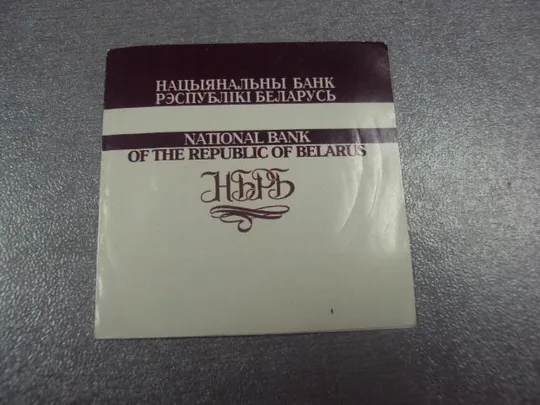 НАЦЫЯНАЛЬНЫ БАНК
РЭСПУБЛІКІ БЕЛАРУСЬ
NATIONAL BANK
OF THE REPUBLIC OF BELARUS
НБРБ